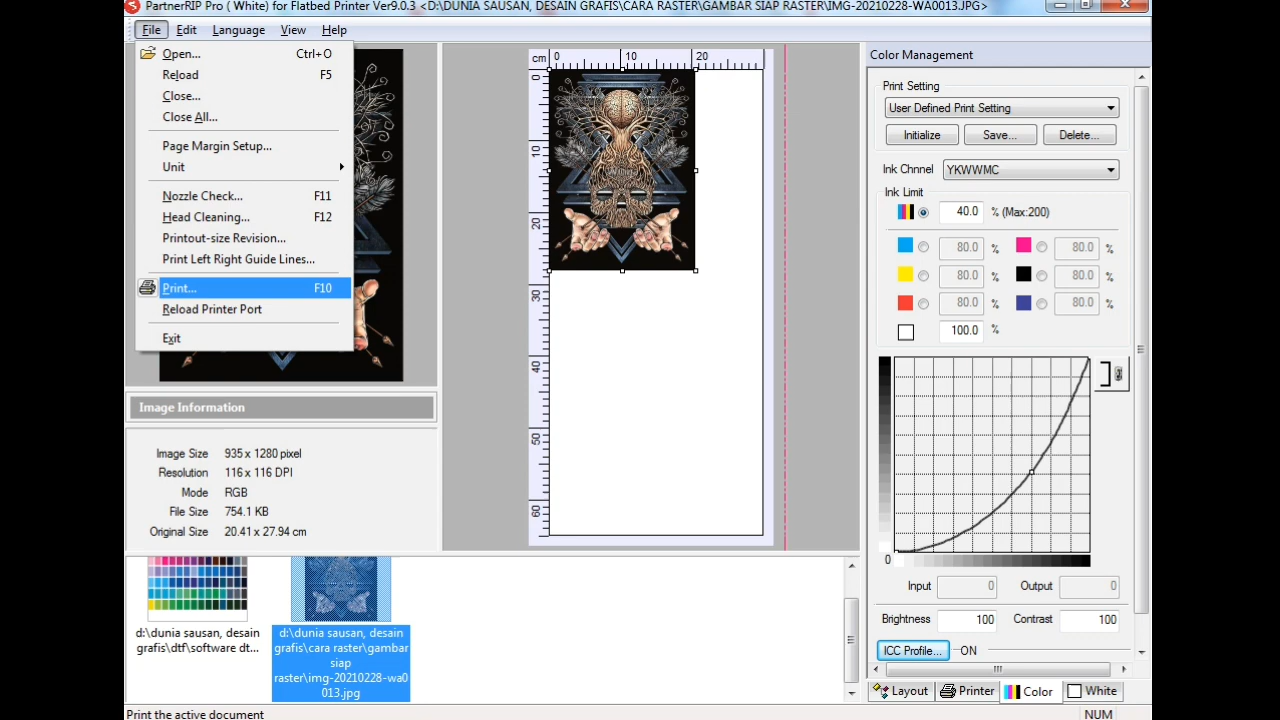 PartnerRIP Pro ( White) for Flatbed Printer Ver9.0.3 <D:\DUNIA SAUSAN, DESAIN GRAFIS\CARA RASTER\GAMBAR SIAP RASTER\IMG-20210228-WA0013.JPG>
File Edit Language View Help
Open... Ctrl+O
Reload F5
Close...
Close All...
Page Margin Setup...
Unit
Nozzle Check... F11
Head Cleaning... F12
Printout-size Revision...
Print Left Right Guide Lines...
Print... F10
Reload Printer Port
Exit
Image Information
Image Size 935 x 1280 pixel
Resolution 116 x 116 DPI
Mode RGB
File Size 754.1 KB
Original Size 20.41 x 27.94 cm
cm 0 10 20
0
10
20
30
40
50
60
Color Management
Print Setting
User Defined Print Setting
Initialize Save... Delete...
Ink Chnnel YKWWMC
Ink Limit
40.0 % (Max:200)
80.0 % 80.0 %
80.0 % 80.0 %
80.0 % 80.0 %
100.0 %
0
Input 0 Output 0
Brightness 100 Contrast 100
ICC Profile... ON
Layout Printer Color White
d:\dunia sausan, desain
grafis\dtf\software dt...
d:\dunia sausan, desain
grafis\cara raster\gambar
siap
raster\img-20210228-wa0
013.jpg
Print the active document NUM